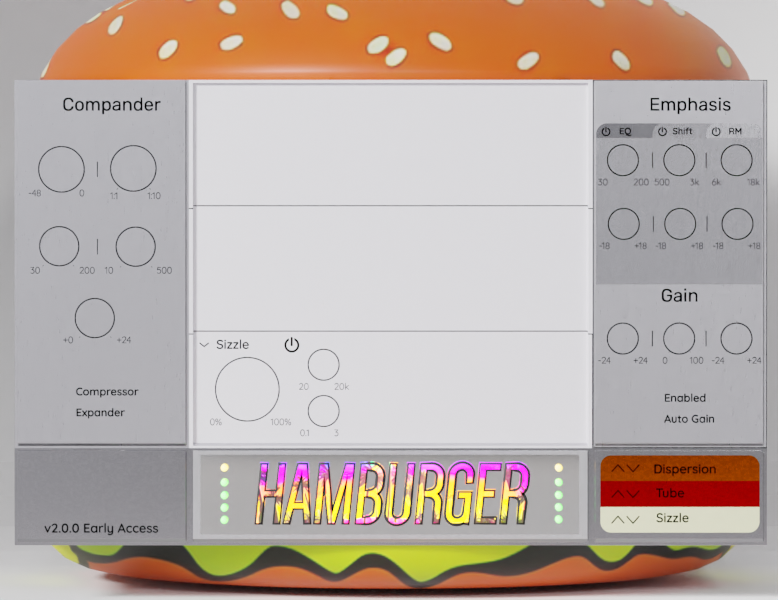 Compander
-48 0 1:1 1:10
30 200 10 500
+0 +24
Compressor
Expander
v2.0.0 Early Access
Sizzle
0% 100%
20 20k
0.1 3
HAMBURGER
Emphasis
EQ Shift RM
30 200 500 3k 6k 18k
-18 +18 -18 +18 -18 +18
Gain
-24 +24 0 100 -24 +24
Enabled
Auto Gain
Dispersion
Tube
Sizzle